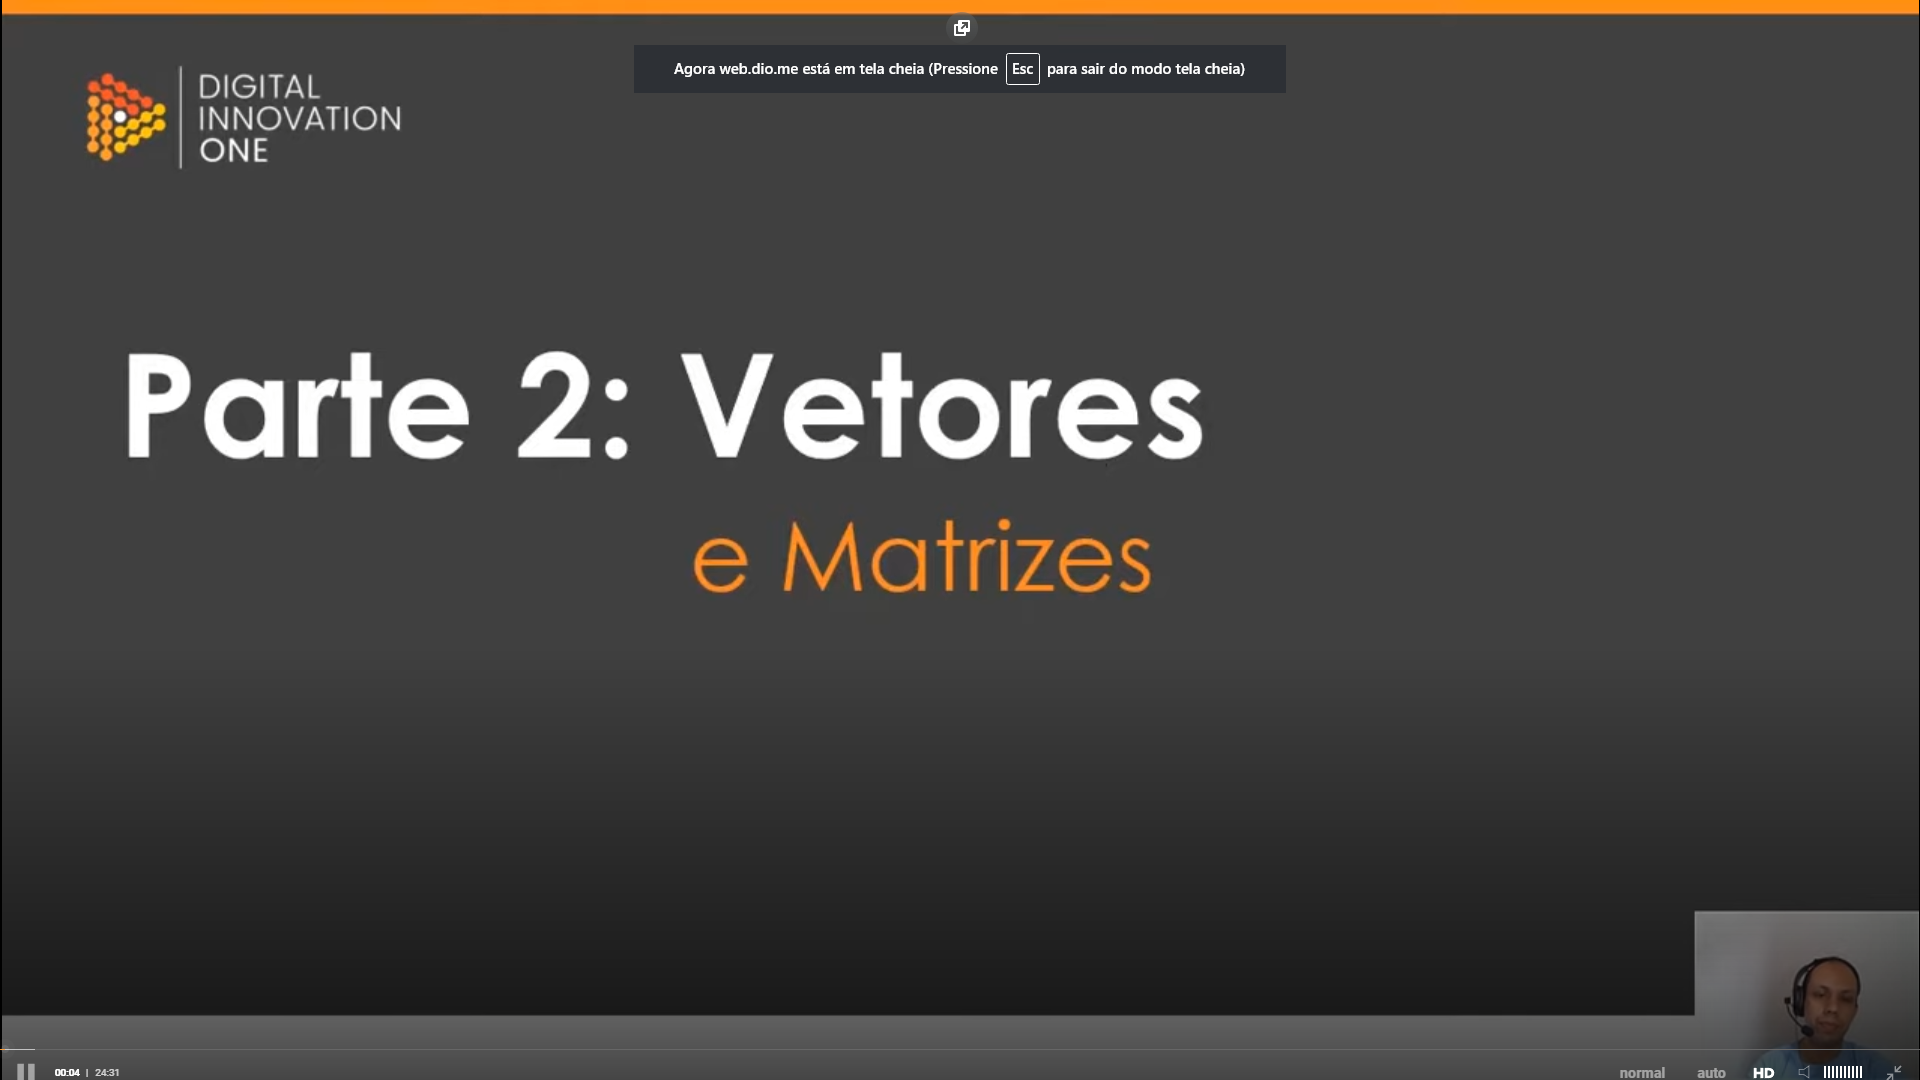 Agora web.dio.me está em tela cheia (Pressione Esc para sair do modo tela cheia)
DIGITAL
INNOVATION
ONE
Parte 2: Vetores
e Matrizes
00:04 | 24:31
normal auto HD